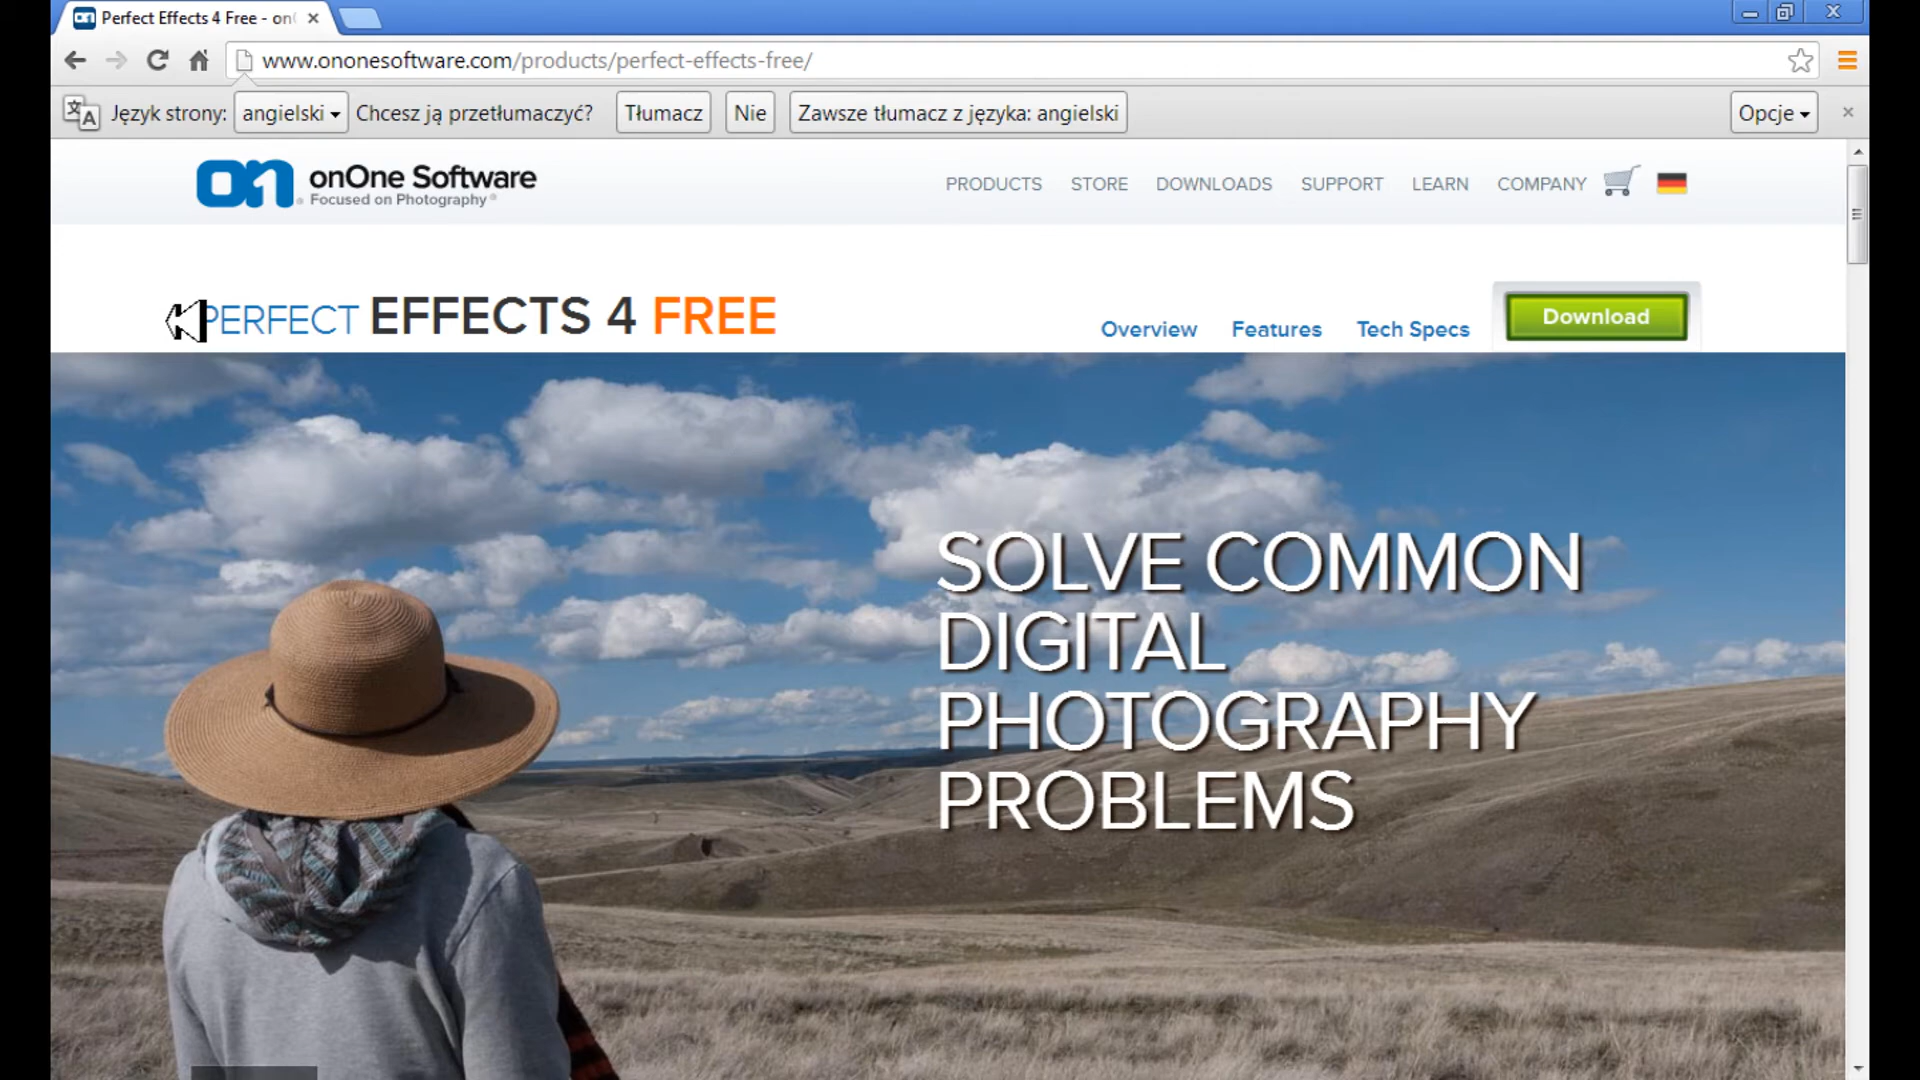 Perfect Effects 4 Free - on
www.ononesoftware.com/products/perfect-effects-free/
Język strony: angielski Chcesz ją przetłumaczyć? Tłumacz Nie Zawsze tłumacz z języka: angielski Opcje
on onOne Software
Focused on Photography
PRODUCTS STORE DOWNLOADS SUPPORT LEARN COMPANY
PERFECT EFFECTS 4 FREE
Overview Features Tech Specs Download
SOLVE COMMON
DIGITAL
PHOTOGRAPHY
PROBLEMS